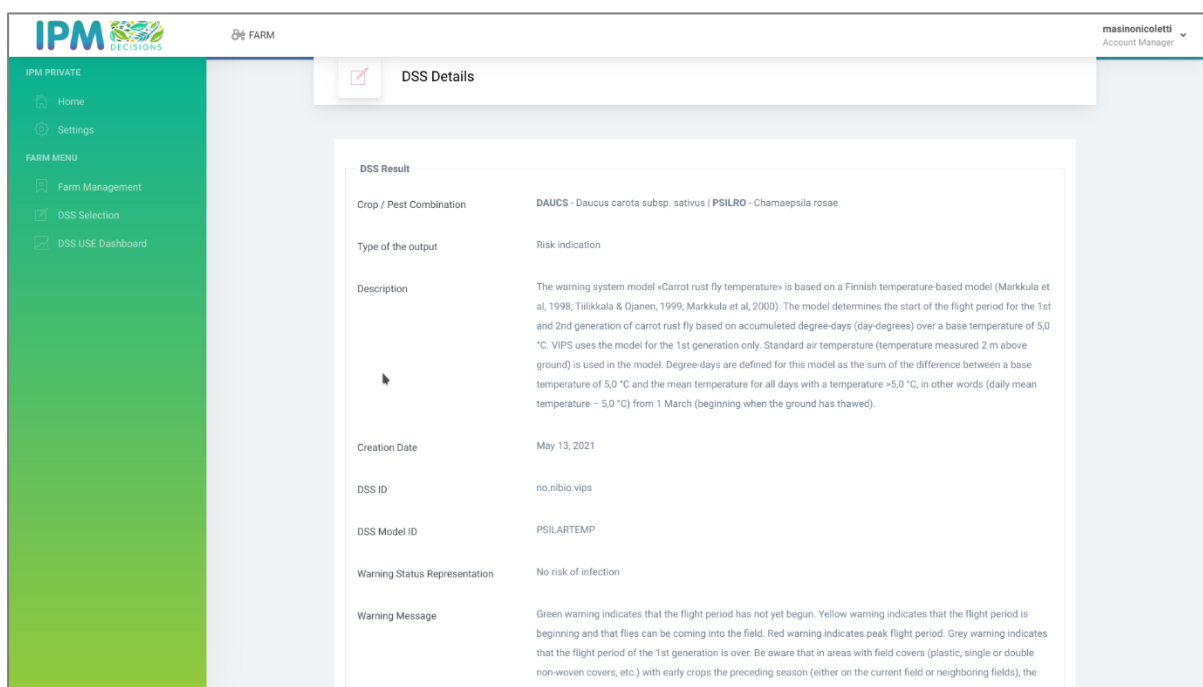 IPM
DECISIONS
FARM
masinonicoletti
Account Manager
IPM PRIVATE
Home
Settings
FARM MENU
Farm Management
DSS Selection
DSS USE Dashboard
DSS Details
DSS Result
Crop / Pest Combination
DAUCS - Daucus carota subsp. sativus | PSILRO - Chamaepsila rosae
Type of the output
Risk indication
Description
The warning system model «Carrot rust fly temperature» is based on a Finnish temperature-based model (Markkula et
al, 1998; Tiilikkala & Ojanen, 1999; Markkula et al, 2000). The model determines the start of the flight period for the 1st
and 2nd generation of carrot rust fly based on accumuleted degree-days (day-degrees) over a base temperature of 5,0
°C. VIPS uses the model for the 1st generation only. Standard air temperature (temperature measured 2 m above
ground) is used in the model. Degree-days are defined for this model as the sum of the difference between a base
temperature of 5,0 °C and the mean temperature for all days with a temperature >5,0 °C, in other words (daily mean
temperature – 5,0 °C) from 1 March (beginning when the ground has thawed).
Creation Date
May 13, 2021
DSS ID
no.nibio.vips
DSS Model ID
PSILARTEMP
Warning Status Representation
No risk of infection
Warning Message
Green warning indicates that the flight period has not yet begun. Yellow warning indicates that the flight period is
beginning and that flies can be coming into the field. Red warning indicates peak flight period. Grey warning indicates
that the flight period of the 1st generation is over. Be aware that in areas with field covers (plastic, single or double
non-woven covers, etc.) with early crops the preceding season (either on the current field or neighboring fields), the